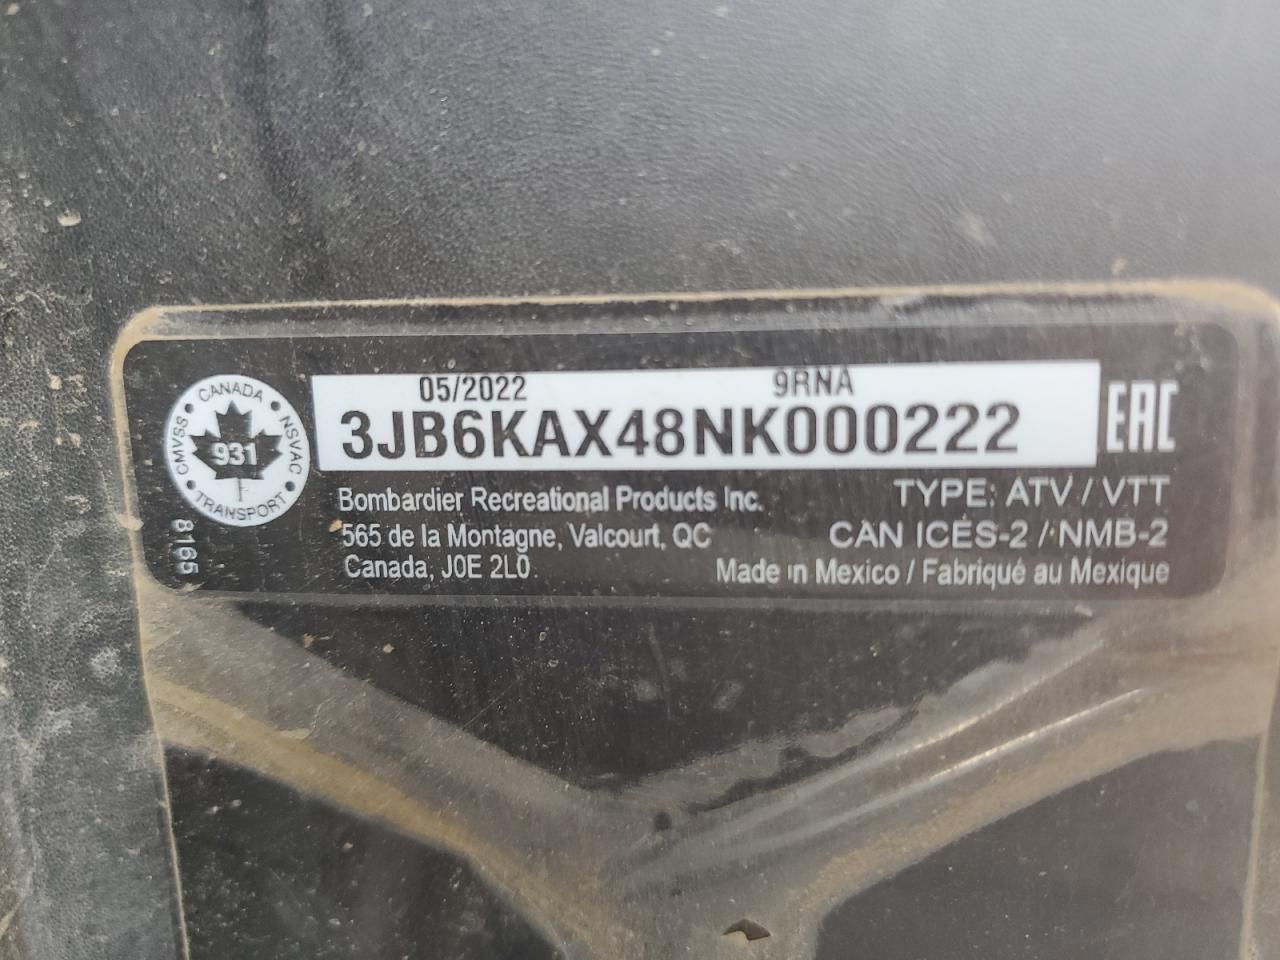 CANADA
CMVSS
NSVAC
931
TRANSPORT
8165
05/2022 9RNA
3JB6KAX48NK000222
EAC
Bombardier Recreational Products Inc.
565 de la Montagne, Valcourt, QC
Canada, J0E 2L0
TYPE: ATV / VTT
CAN ICES-2 / NMB-2
Made in Mexico / Fabriqué au Mexique